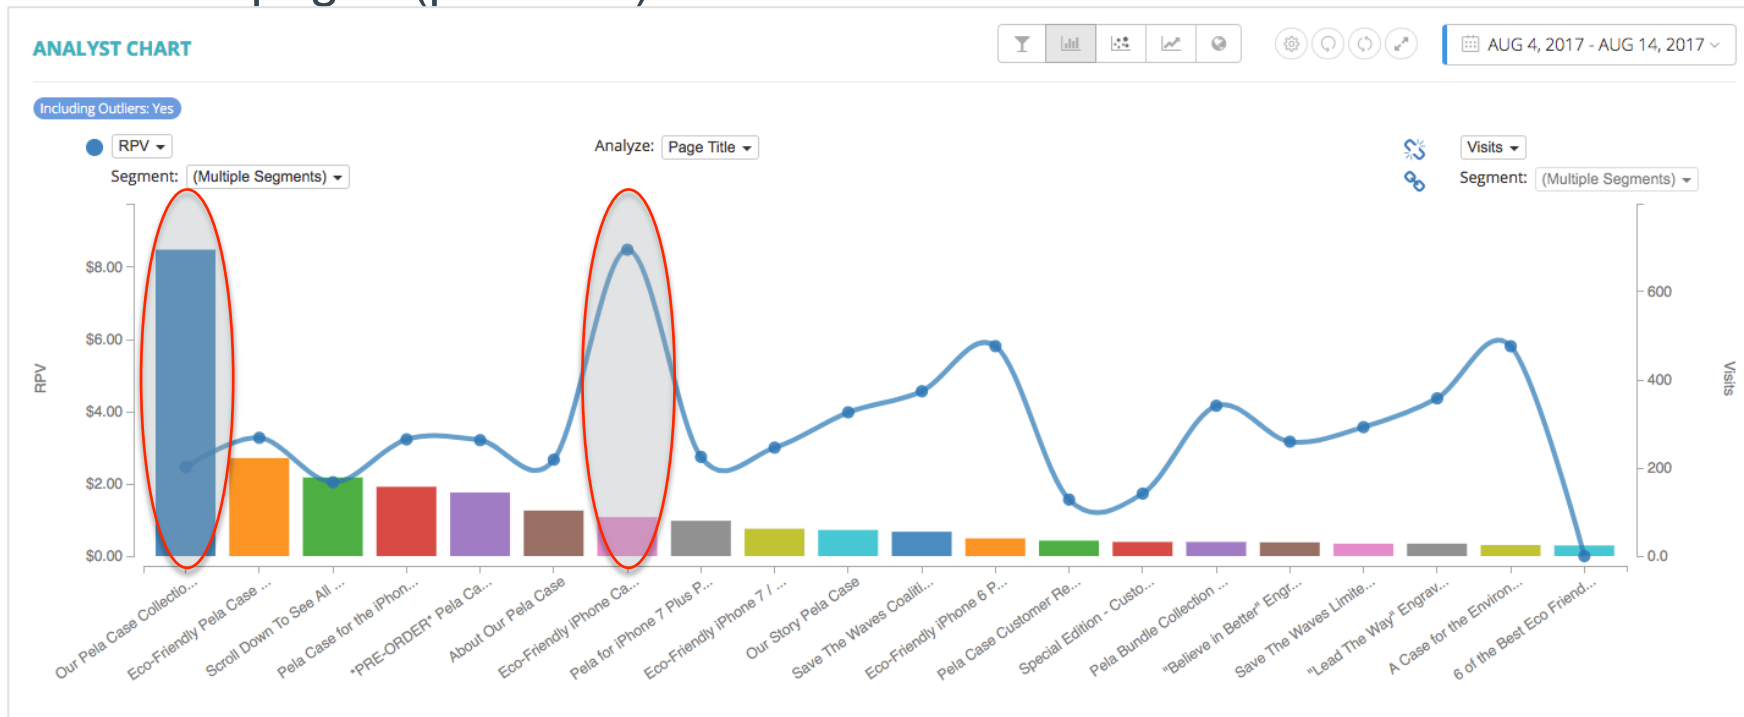 ANALYST CHART
AUG 4, 2017 - AUG 14, 2017
Including Outliers: Yes
RPV
Analyze: Page Title
Visits
Segment: (Multiple Segments)
Segment: (Multiple Segments)
$8.00
$6.00
$4.00
$2.00
$0.00
RPV
600
400
200
0.0
Visits
Our Pela Case Collectio...
Eco-Friendly Pela Case ...
Scroll Down To See All ...
Pela Case for the iPhon...
*PRE-ORDER* Pela Ca...
About Our Pela Case
Eco-Friendly iPhone Ca...
Pela for iPhone 7 Plus P...
Eco-Friendly iPhone 7 / ...
Our Story Pela Case
Save The Waves Coaliti...
Eco-Friendly iPhone 6 P...
Pela Case Customer Re...
Special Edition - Custo...
Pela Bundle Collection ...
"Believe in Better" Engr...
Save The Waves Limite...
"Lead The Way" Engrav...
A Case for the Environ...
6 of the Best Eco Friend...